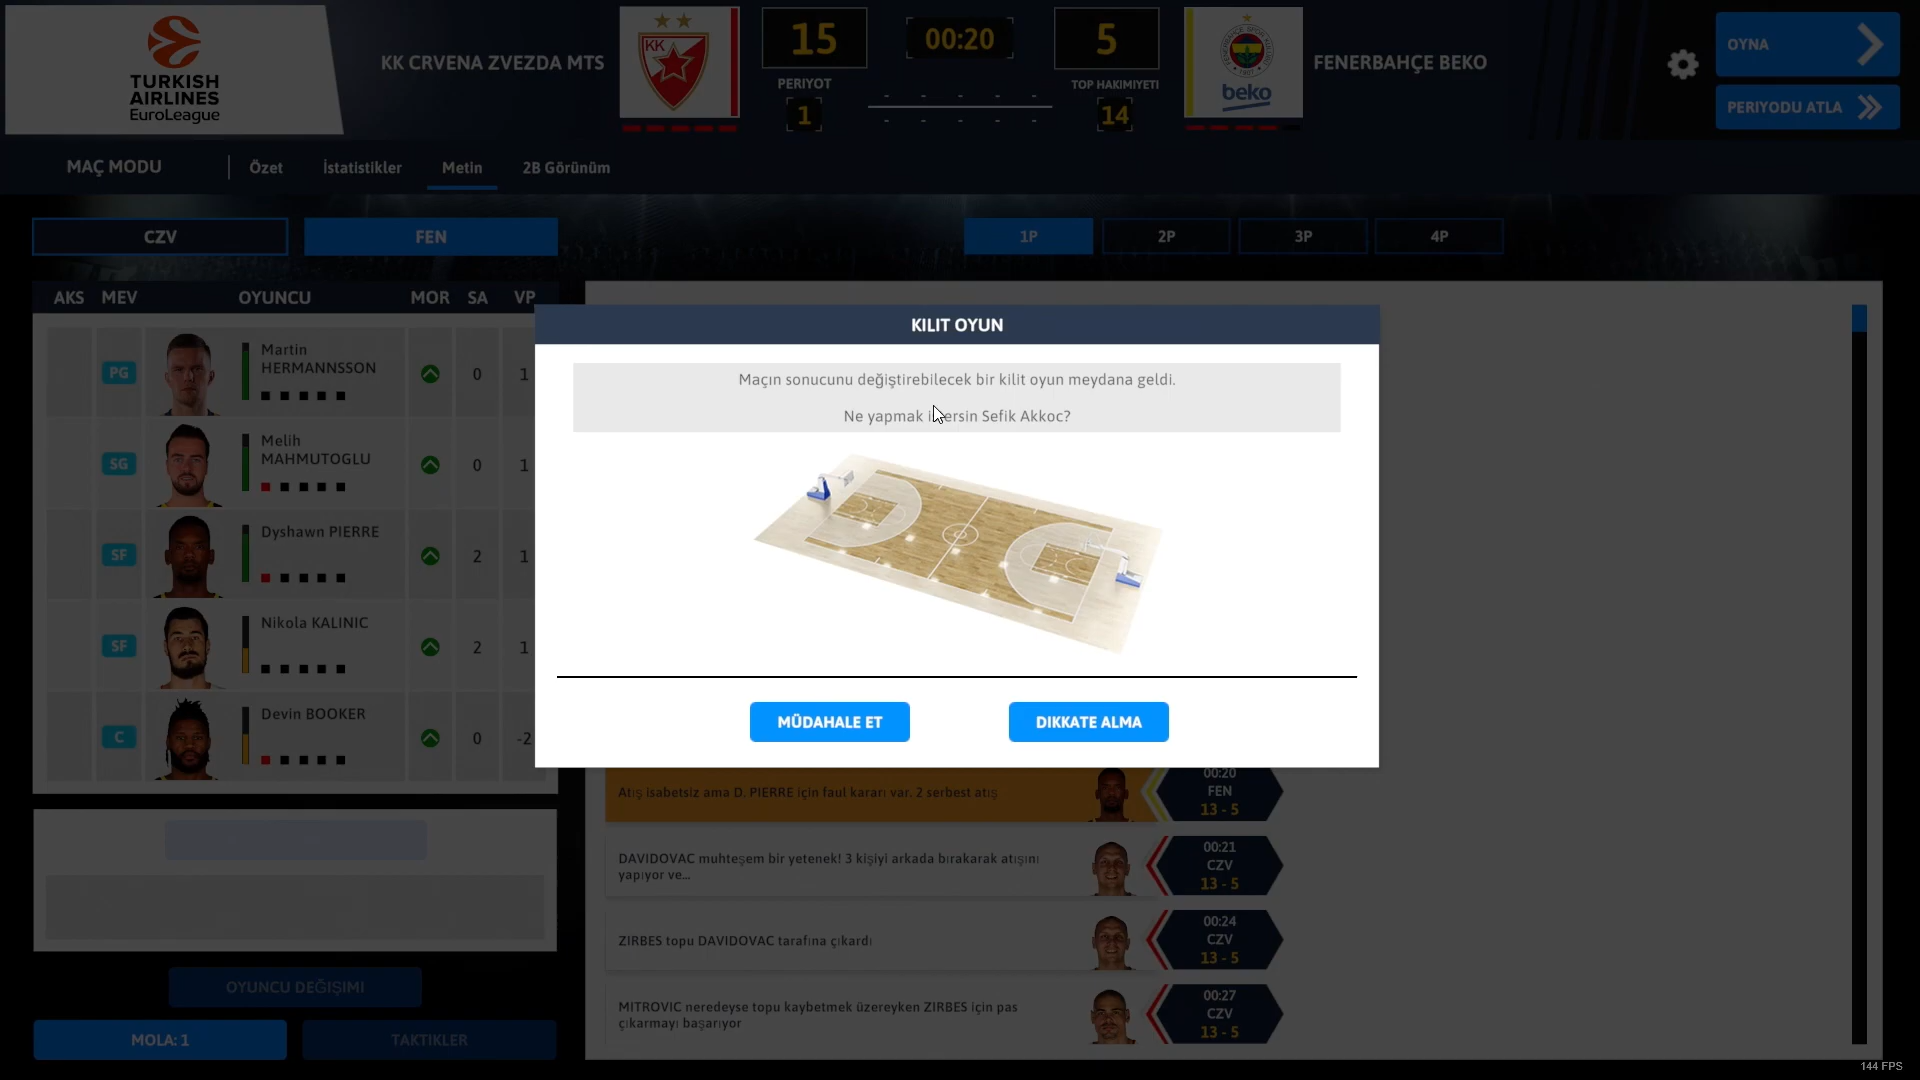 TURKISH
AIRLINES
EuroLeague
KK CRVENA ZVEZDA MTS
KK
15
PERIYOT
1
00:20
5
TOP HAKIMIYETI
14
beko
FENERBAHÇE BEKO
OYNA
PERIYODU ATLA
MAÇ MODU
Özet
İstatistikler
Metin
2B Görünüm
CZV
FEN
1P
2P
3P
4P
AKS MEV OYUNCU MOR SA VP
PG
Martin
HERMANNSSON
0 1
SG
Melih
MAHMUTOGLU
0 1
SF
Dyshawn PIERRE
2 1
SF
Nikola KALINIC
2 1
C
Devin BOOKER
0 -2
KILIT OYUN
Maçın sonucunu değiştirebilecek bir kilit oyun meydana geldi.
Ne yapmak Sefik Akkoc?
MÜDAHALE ET
DIKKATE ALMA
Atış isabetsiz ama D. PIERRE için faul kararı var. 2 serbest atış
00:20
FEN
13 - 5
DAVIDOVAC muhteşem bir yetenek! 3 kişiyi arkada bırakarak atışını
yapıyor ve...
00:21
CZV
13 - 5
ZIRBES topu DAVIDOVAC tarafına çıkardı
00:24
CZV
13 - 5
MITROVIC neredeyse topu kaybetmek üzereyken ZIRBES için pas
çıkarmayı başarıyor
00:27
CZV
13 - 5
OYUNCU DEĞIŞIMI
MOLA: 1
TAKTIKLER
144 FPS